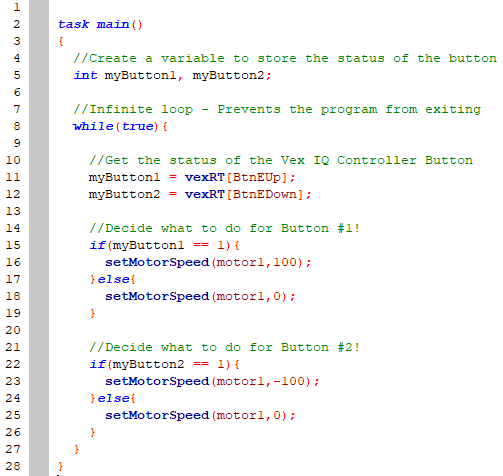 1
2 task main()
3 {
4 //Create a variable to store the status of the button
5 int myButton1, myButton2;
6
7 //Infinite loop - Prevents the program from exiting
8 while(true){
9
10 //Get the status of the Vex IQ Controller Button
11 myButton1 = vexRT[BtnEUp];
12 myButton2 = vexRT[BtnEDown];
13
14 //Decide what to do for Button #1!
15 if(myButton1 == 1){
16 setMotorSpeed(motor1,100);
17 }else{
18 setMotorSpeed(motor1,0);
19 }
20
21 //Decide what to do for Button #2!
22 if(myButton2 == 1){
23 setMotorSpeed(motor1,-100);
24 }else{
25 setMotorSpeed(motor1,0);
26 }
27 }
28 }